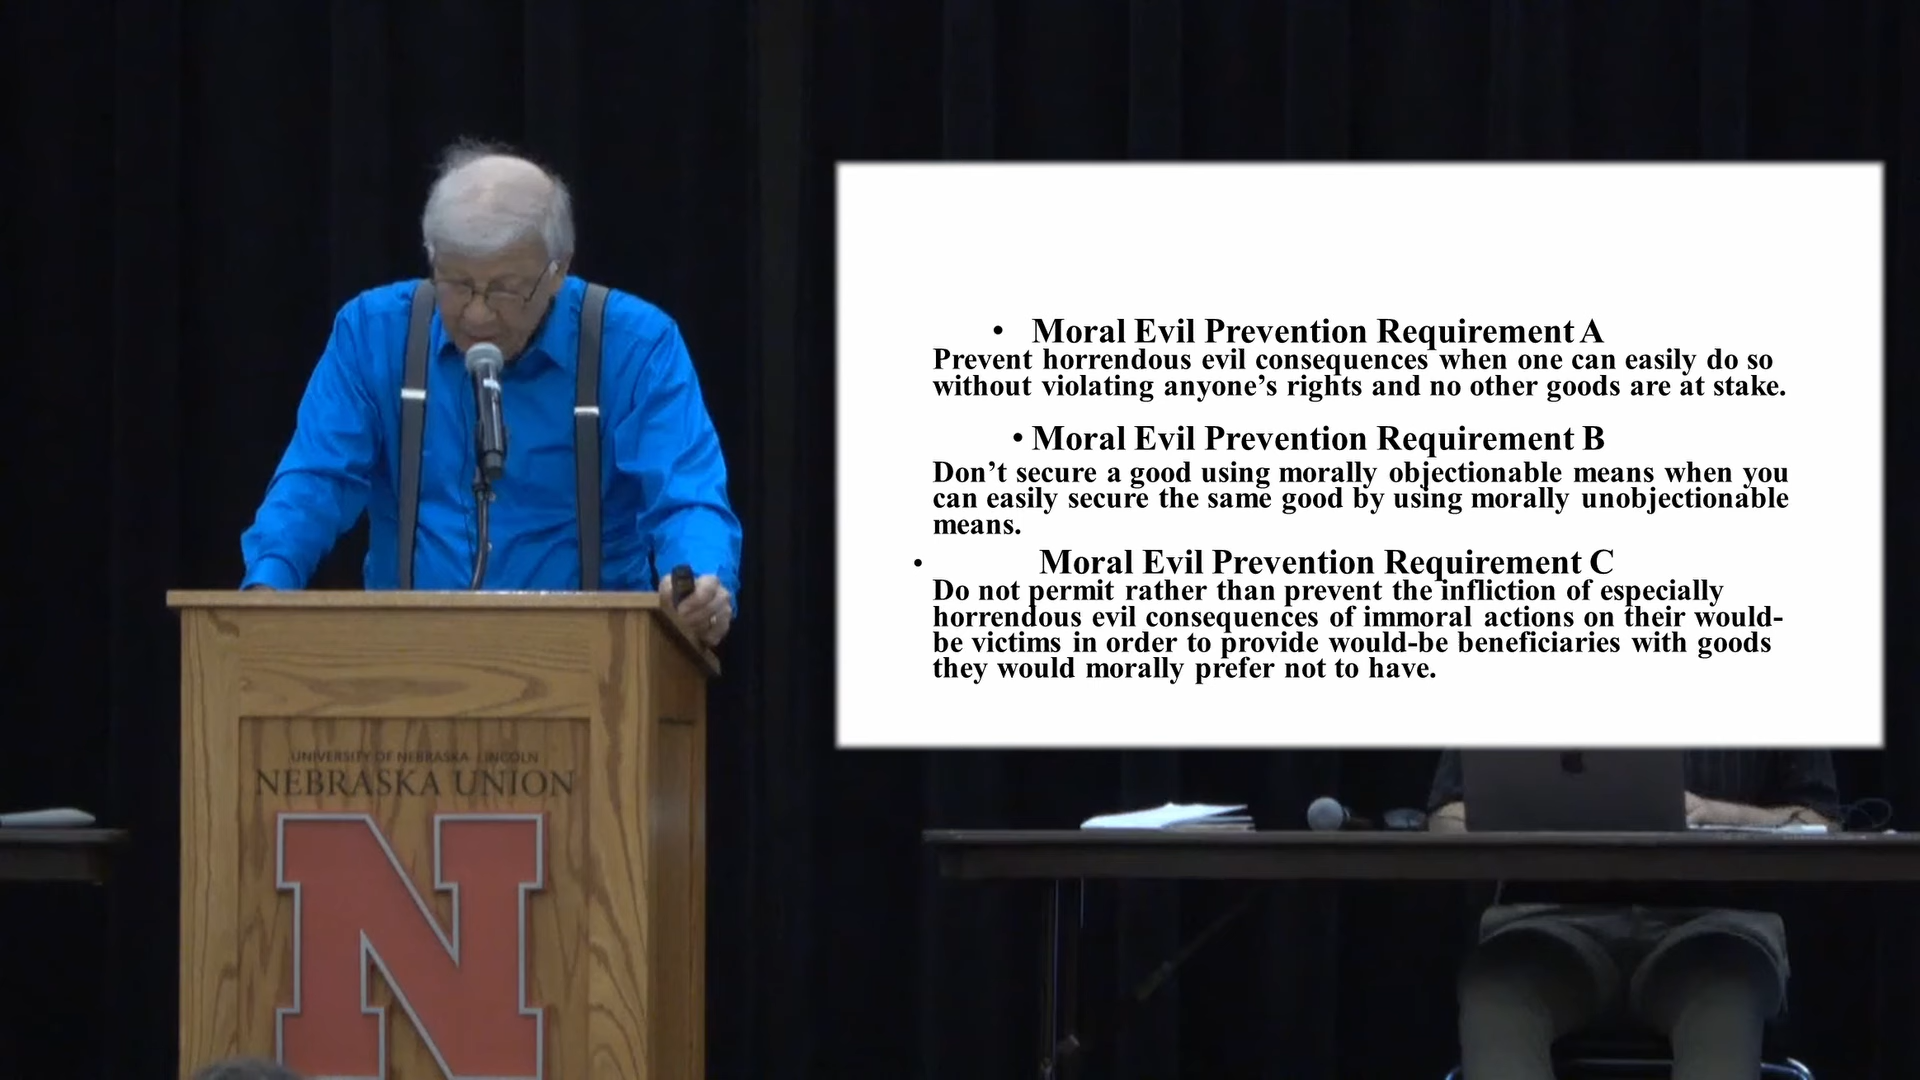 • Moral Evil Prevention Requirement A
Prevent horrendous evil consequences when one can easily do so
without violating anyone’s rights and no other goods are at stake.
• Moral Evil Prevention Requirement B
Don’t secure a good using morally objectionable means when you
can easily secure the same good by using morally unobjectionable
means.
• Moral Evil Prevention Requirement C
Do not permit rather than prevent the infliction of especially
horrendous evil consequences of immoral actions on their would-
be victims in order to provide would-be beneficiaries with goods
they would morally prefer not to have.
UNIVERSITY OF NEBRASKA-LINCOLN
NEBRASKA UNION
N